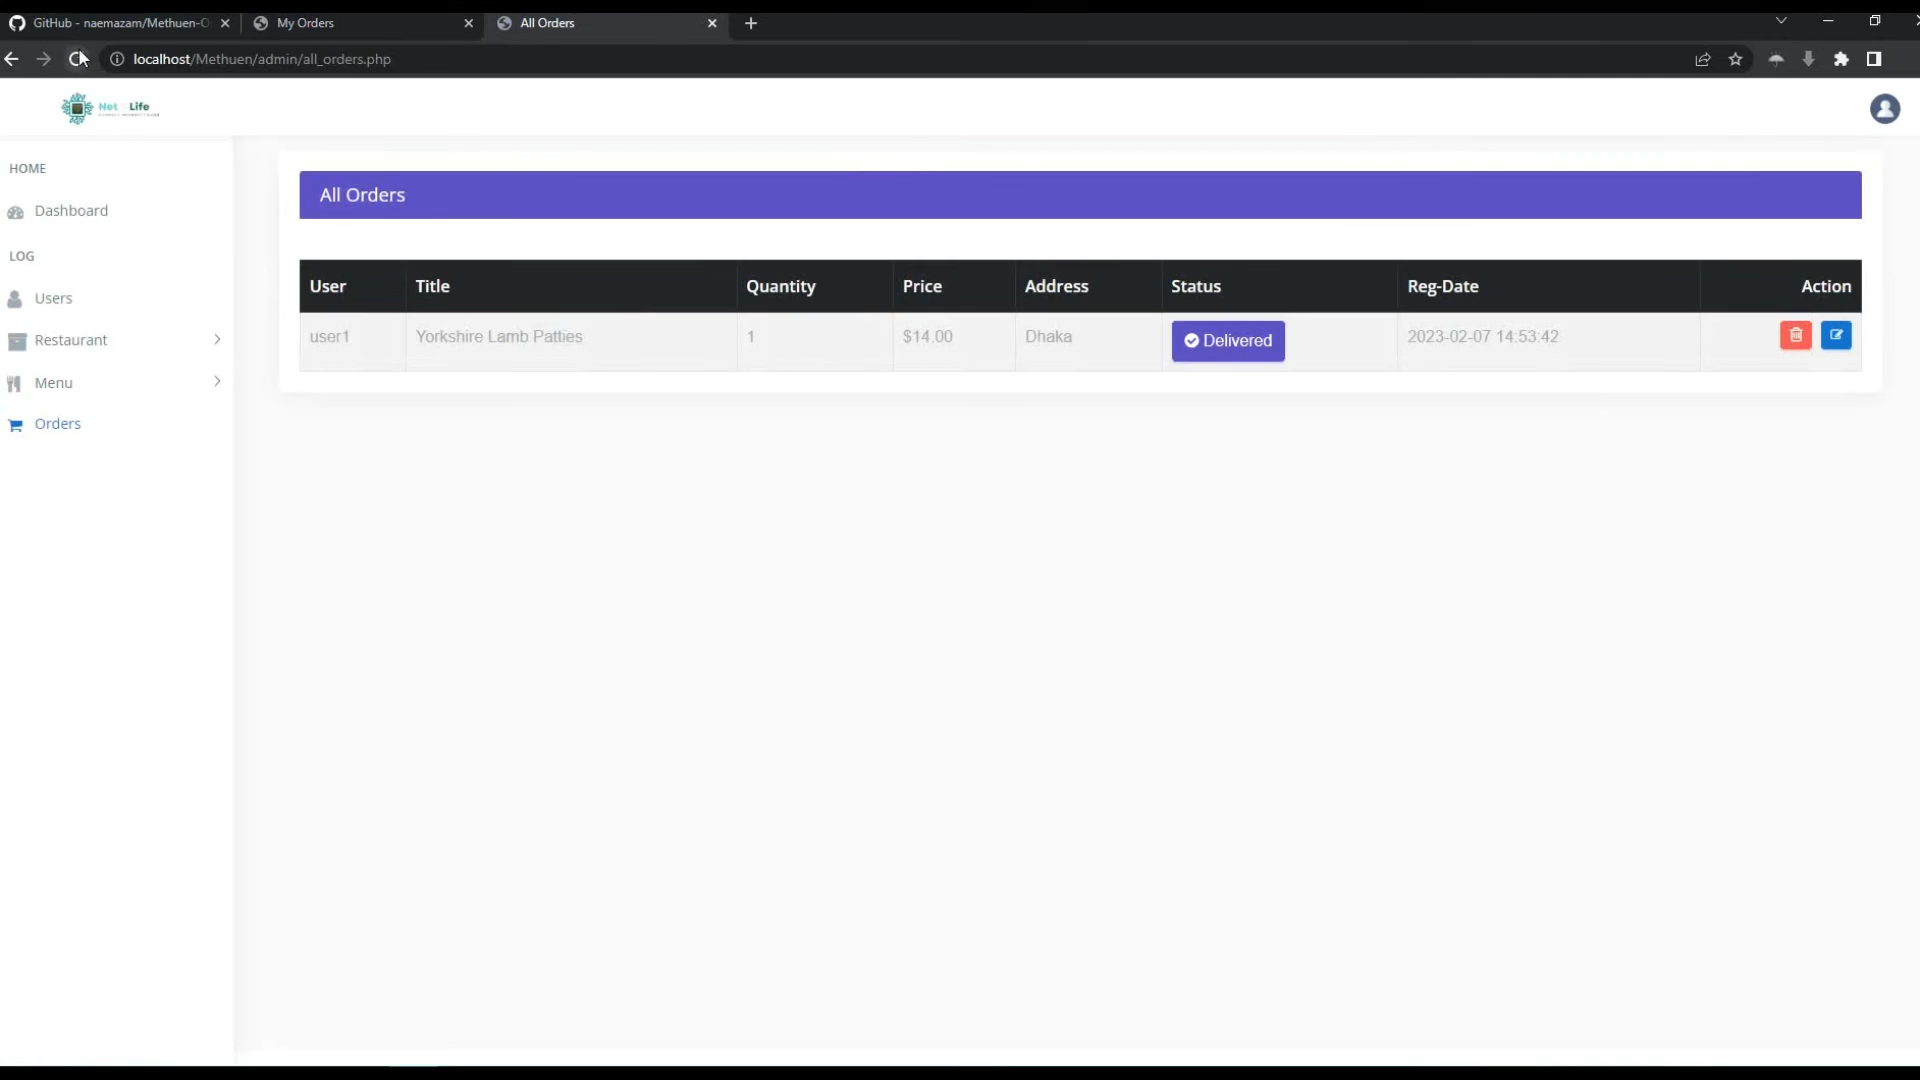 GitHub - naemazam/Methuen-O
My Orders
All Orders
localhost/Methuen/admin/all_orders.php
Net Life
HOME
Dashboard
LOG
Users
Restaurant
Menu
Orders
All Orders
User Title Quantity Price Address Status Reg-Date Action
user1 Yorkshire Lamb Patties 1 $14.00 Dhaka Delivered 2023-02-07 14:53:42